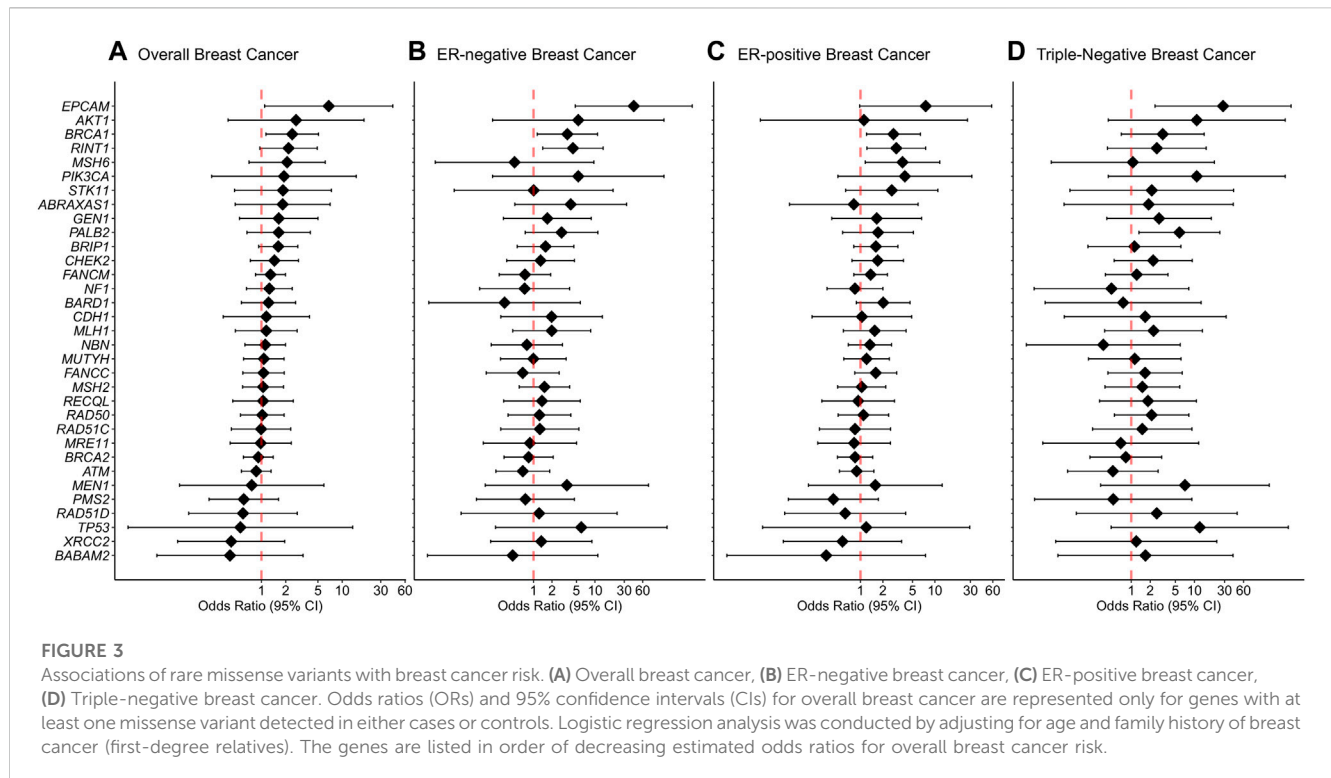 A Overall Breast Cancer
B ER-negative Breast Cancer
C ER-positive Breast Cancer
D Triple-Negative Breast Cancer
EPCAM
AKT1
BRCA1
RINT1
MSH6
PIK3CA
STK11
ABRAXAS1
GEN1
PALB2
BRIP1
CHEK2
FANCM
NF1
BARD1
CDH1
MLH1
NBN
MUTYH
FANCC
MSH2
RECQL
RAD50
RAD51C
MRE11
BRCA2
ATM
MEN1
PMS2
RAD51D
TP53
XRCC2
BABAM2
1 2 5 10 30 60
Odds Ratio (95% CI)
1 2 5 10 30 60
Odds Ratio (95% CI)
1 2 5 10 30 60
Odds Ratio (95% CI)
1 2 5 10 30 60
Odds Ratio (95% CI)
FIGURE 3
Associations of rare missense variants with breast cancer risk. (A) Overall breast cancer, (B) ER-negative breast cancer, (C) ER-positive breast cancer,
(D) Triple-negative breast cancer. Odds ratios (ORs) and 95% confidence intervals (CIs) for overall breast cancer are represented only for genes with at
least one missense variant detected in either cases or controls. Logistic regression analysis was conducted by adjusting for age and family history of breast
cancer (first-degree relatives). The genes are listed in order of decreasing estimated odds ratios for overall breast cancer risk.